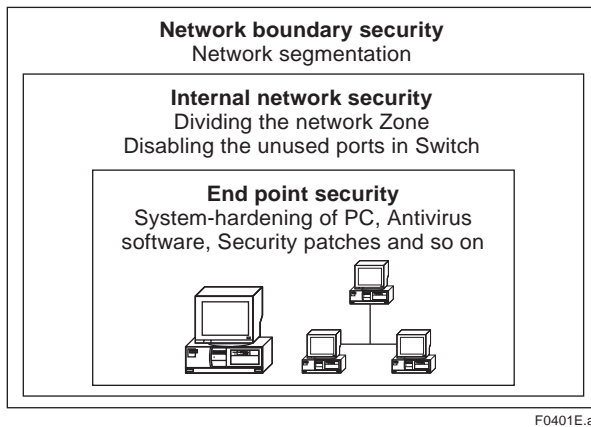 Network boundary security
Network segmentation
Internal network security
Dividing the network Zone
Disabling the unused ports in Switch
End point security
System-hardening of PC, Antivirus
software, Security patches and so on
F0401E.a